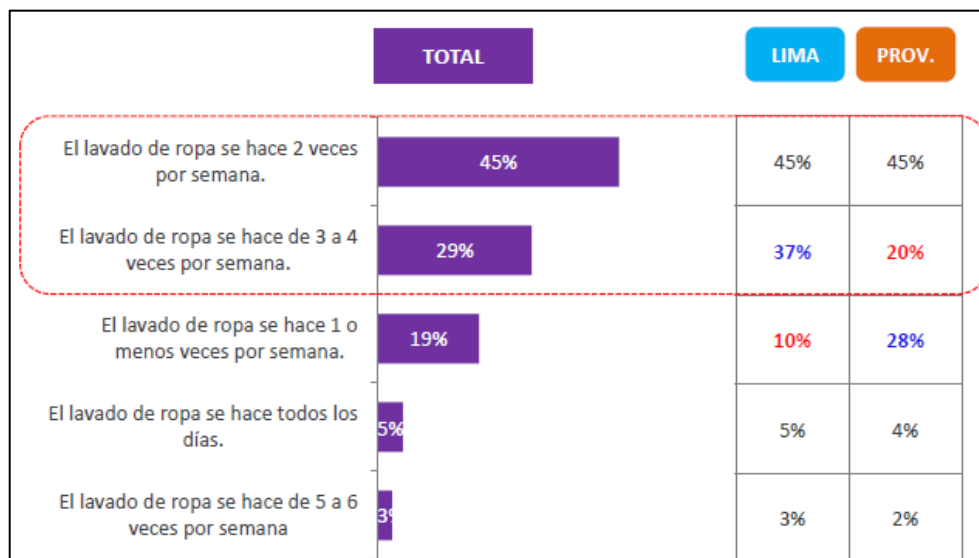 TOTAL LIMA PROV.
El lavado de ropa se hace 2 veces
por semana.
45% 45% 45%
El lavado de ropa se hace de 3 a 4
veces por semana.
29% 37% 20%
El lavado de ropa se hace 1 o
menos veces por semana.
19% 10% 28%
El lavado de ropa se hace todos los
días.
5% 5% 4%
El lavado de ropa se hace de 5 a 6
veces por semana
3% 3% 2%